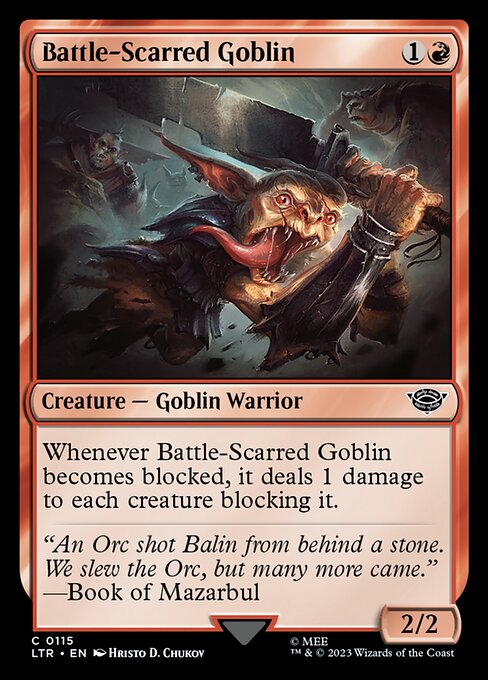 Battle-Scarred Goblin 1
Creature — Goblin Warrior
Whenever Battle-Scarred Goblin
becomes blocked, it deals 1 damage
to each creature blocking it.
“An Orc shot Balin from behind a stone.
We slew the Orc, but many more came.”
—Book of Mazarbul
2/2
C 0115
LTR • EN Hristo D. Chukov
© MEE
™ & © 2023 Wizards of the Coast